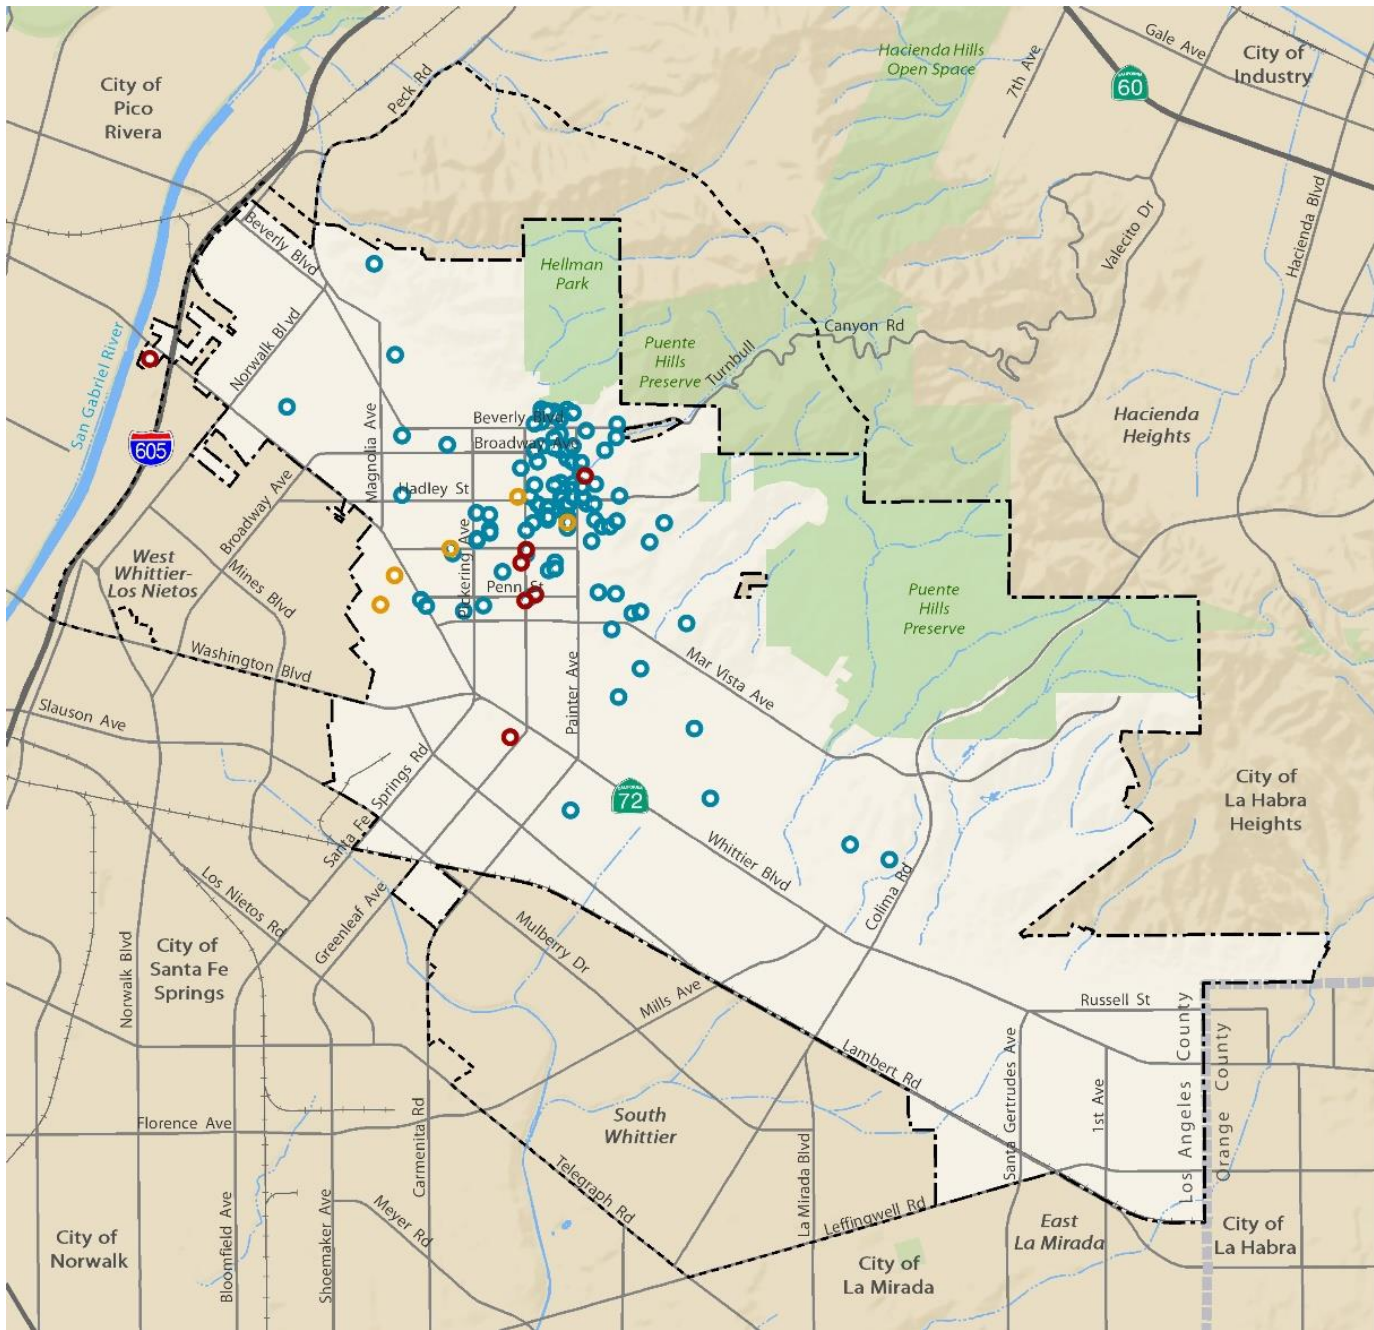 Hacienda Hills
Open Space
7th Ave
Gale Ave
City of
Industry
CALIFORNIA
60
City of
Pico
Rivera
Peck Rd
Hacienda Blvd
Valecito Dr
Beverly Blvd
Hellman
Park
San Gabriel River
Norwalk Blvd
Puente
Hills
Preserve
Turnbull
Canyon Rd
605
Magnolia Ave
Beverly Blvd
Broadway Ave
Hacienda
Heights
Hadley St
Broadway Ave
West
Whittier-
Los Nietos
Mines Blvd
Pickering Ave
Penn St
Puente
Hills
Preserve
Washington Blvd
Painter Ave
Mar Vista Ave
Slauson Ave
Santa Fe Springs Rd
CALIFORNIA
72
City of
La Habra
Heights
Whittier Blvd
Colima Rd
Los Nietos Rd
Greenleaf Ave
Norwalk Blvd
City of
Santa Fe
Springs
Mulberry Dr
Mills Ave
Russell St
Los Angeles County
Orange County
Lambert Rd
Santa Gertrudes Ave
1st Ave
Florence Ave
Carmenita Rd
South
Whittier
La Mirada Blvd
Telegraph Rd
Leffingwell Rd
Bloomfield Ave
Shoemaker Ave
Meyer Rd
City of
Norwalk
East
La Mirada
City of
La Habra
City of
La Mirada